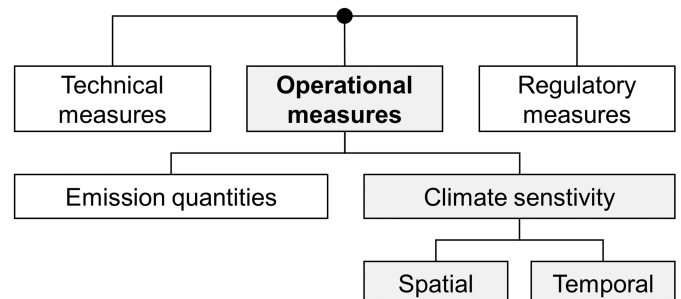 Technical
measures
Operational
measures
Regulatory
measures
Emission quantities
Climate senstivity
Spatial
Temporal